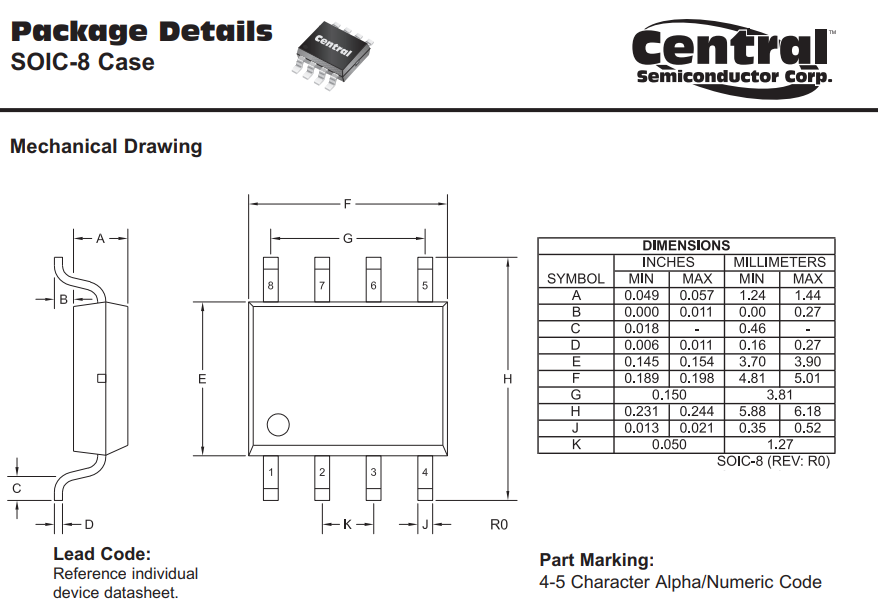 Package Details
SOIC-8 Case
Central
Central™
Semiconductor Corp.
Mechanical Drawing
F
A
G
8 7 6 5
B
E
H
1 2 3 4
C
D
K
J
R0
DIMENSIONS
INCHES MILLIMETERS
SYMBOL MIN MAX MIN MAX
A 0.049 0.057 1.24 1.44
B 0.000 0.011 0.00 0.27
C 0.018 - 0.46 -
D 0.006 0.011 0.16 0.27
E 0.145 0.154 3.70 3.90
F 0.189 0.198 4.81 5.01
G 0.150 3.81
H 0.231 0.244 5.88 6.18
J 0.013 0.021 0.35 0.52
K 0.050 1.27
SOIC-8 (REV: R0)
Lead Code:
Reference individual
device datasheet.
Part Marking:
4-5 Character Alpha/Numeric Code